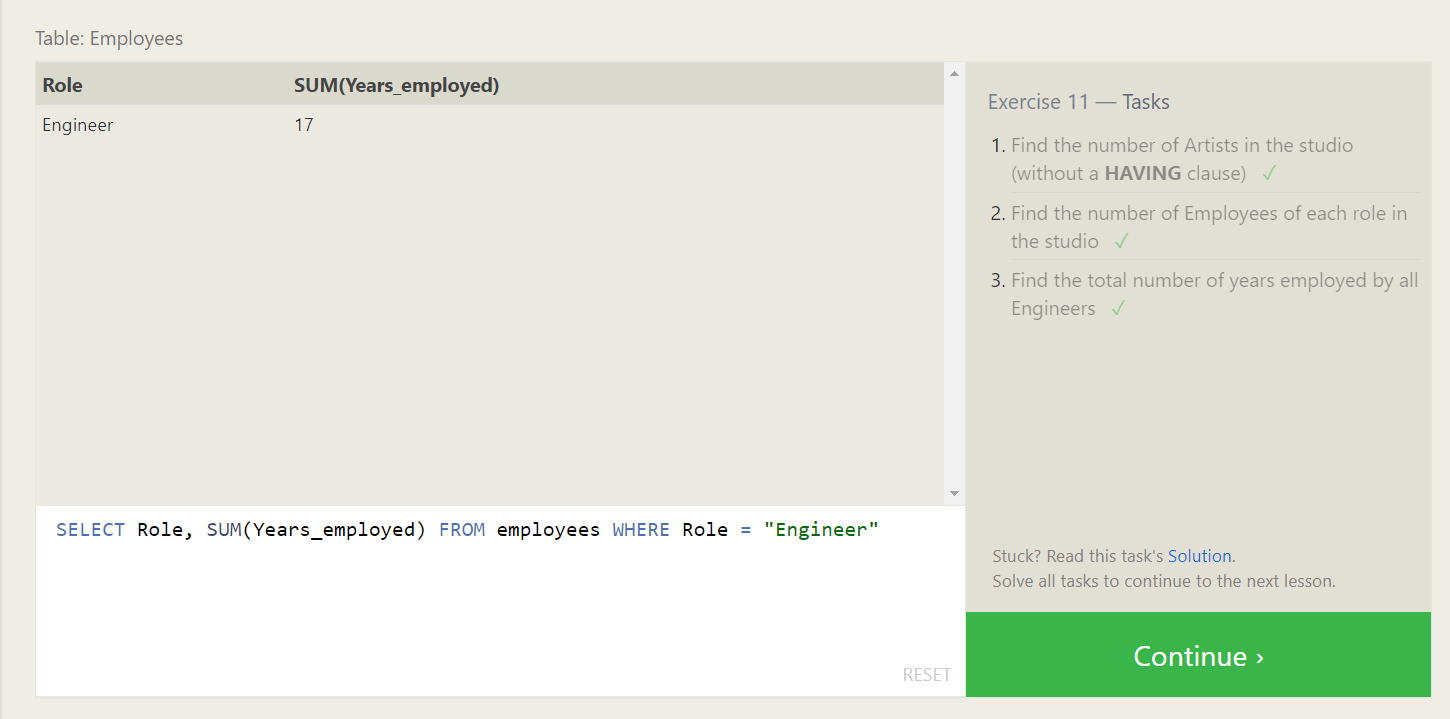 Table: Employees
Role SUM(Years_employed)
Engineer 17
SELECT Role, SUM(Years_employed) FROM employees WHERE Role = "Engineer"
RESET
Exercise 11 — Tasks
1. Find the number of Artists in the studio
(without a HAVING clause) ✓
2. Find the number of Employees of each role in
the studio ✓
3. Find the total number of years employed by all
Engineers ✓
Stuck? Read this task's Solution.
Solve all tasks to continue to the next lesson.
Continue ›